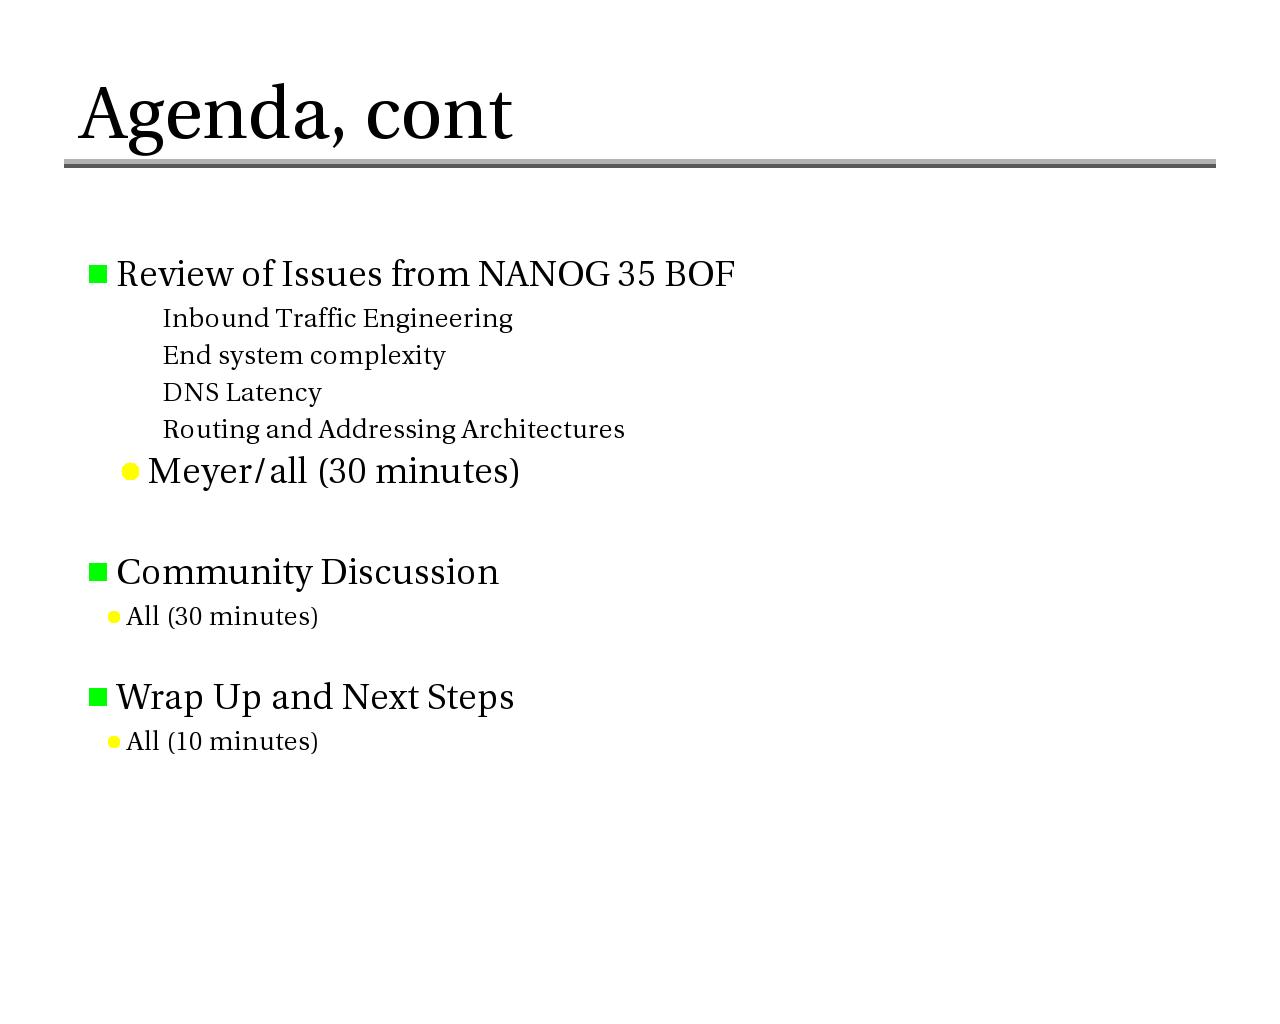 Agenda, cont
Review of Issues from NANOG 35 BOF
Inbound Traffic Engineering
End system complexity
DNS Latency
Routing and Addressing Architectures
Meyer/all (30 minutes)
Community Discussion
All (30 minutes)
Wrap Up and Next Steps
All (10 minutes)